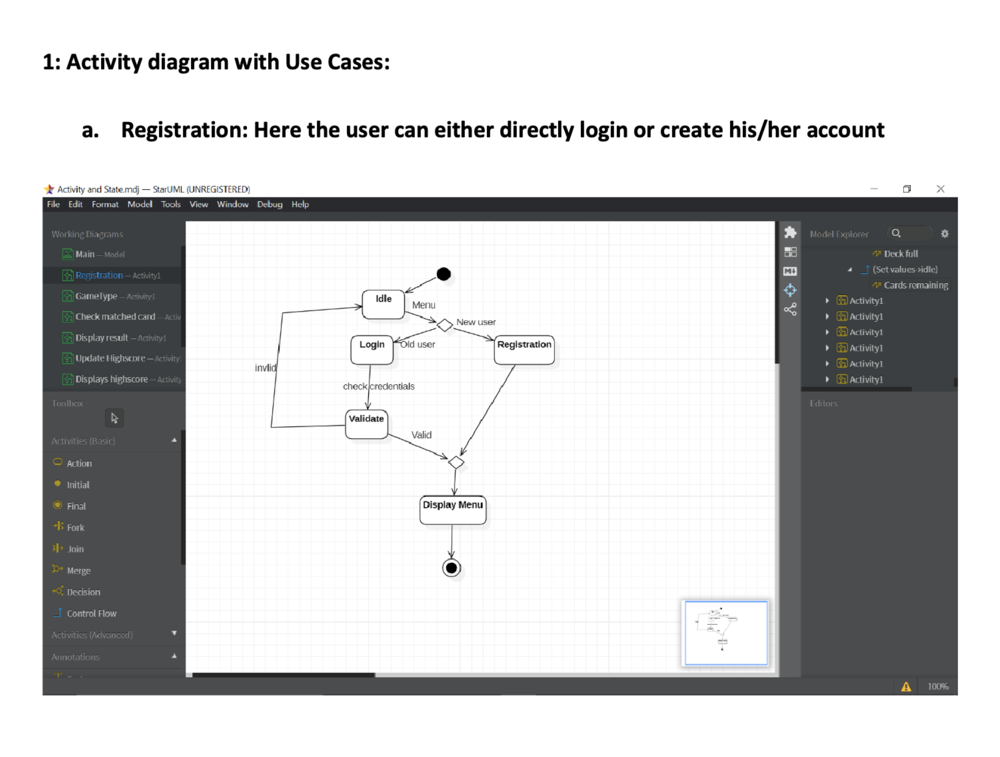 1: Activity diagram with Use Cases:
a. Registration: Here the user can either directly login or create his/her account
Activity and State.mdj — StarUML (UNREGISTERED)
File Edit Format Model Tools View Window Debug Help
Working Diagrams
Main — Model
Registration — Activity1
GameType — Activity1
Check matched card — Activ
Display result — Activity1
Update Highscore — Activity
Displays highscore — Activity
Toolbox
Activities (Basic)
Action
Initial
Final
Fork
Join
Merge
Decision
Control Flow
Activities (Advanced)
Annotations
Idle
Menu
New user
Login
Old user
Registration
invlid
check credentials
Validate
Valid
Display Menu
M
Model Explorer
Deck full
(Set values→idle)
Cards remaining
Activity1
Activity1
Activity1
Activity1
Activity1
Activity1
Editors
100%